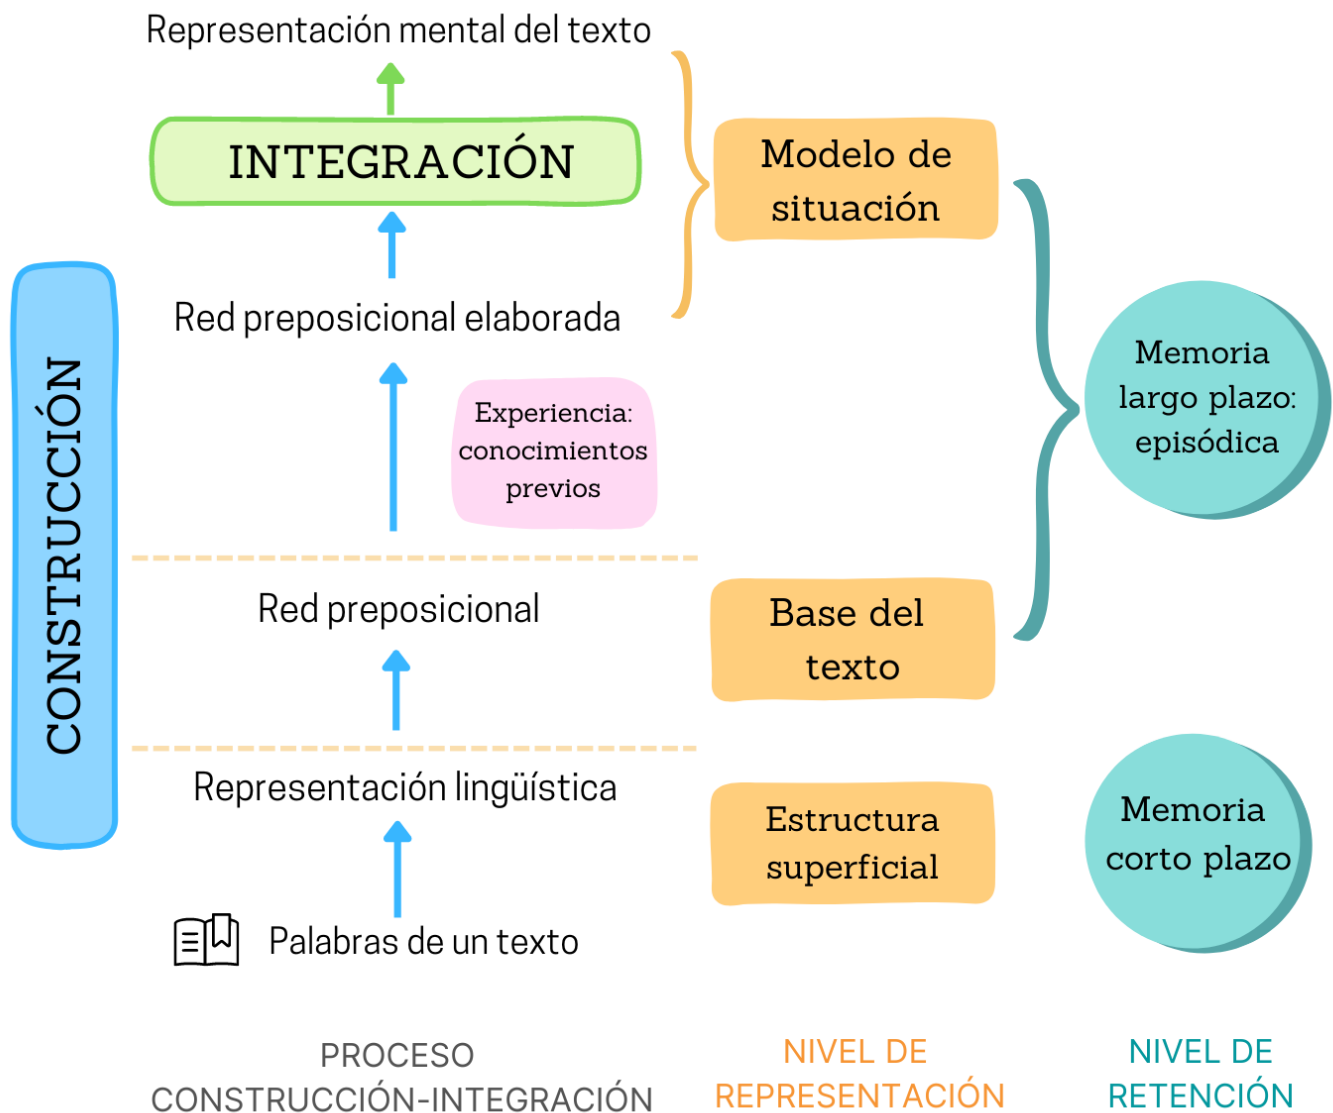 Representación mental del texto
INTEGRACIÓN
Modelo de
situación
Red preposicional elaborada
CONSTRUCCIÓN
Experiencia:
conocimientos
previos
Memoria
largo plazo:
episódica
Red preposicional
Base del
texto
Representación lingüística
Estructura
superficial
Memoria
corto plazo
Palabras de un texto
PROCESO
CONSTRUCCIÓN-INTEGRACIÓN
NIVEL DE
REPRESENTACIÓN
NIVEL DE
RETENCIÓN